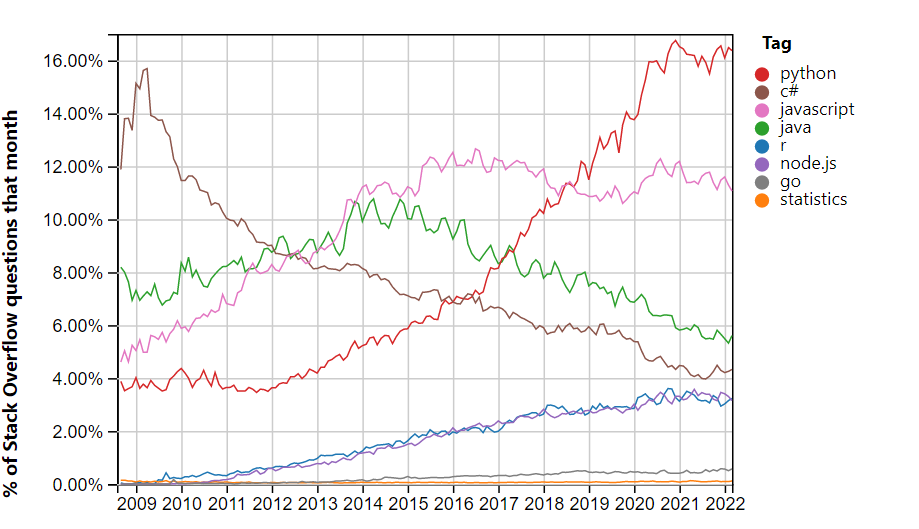 % of Stack Overflow questions that month
16.00%
14.00%
12.00%
10.00%
8.00%
6.00%
4.00%
2.00%
0.00%
2009 2010 2011 2012 2013 2014 2015 2016 2017 2018 2019 2020 2021 2022
Tag
python
c#
javascript
java
r
node.js
go
statistics